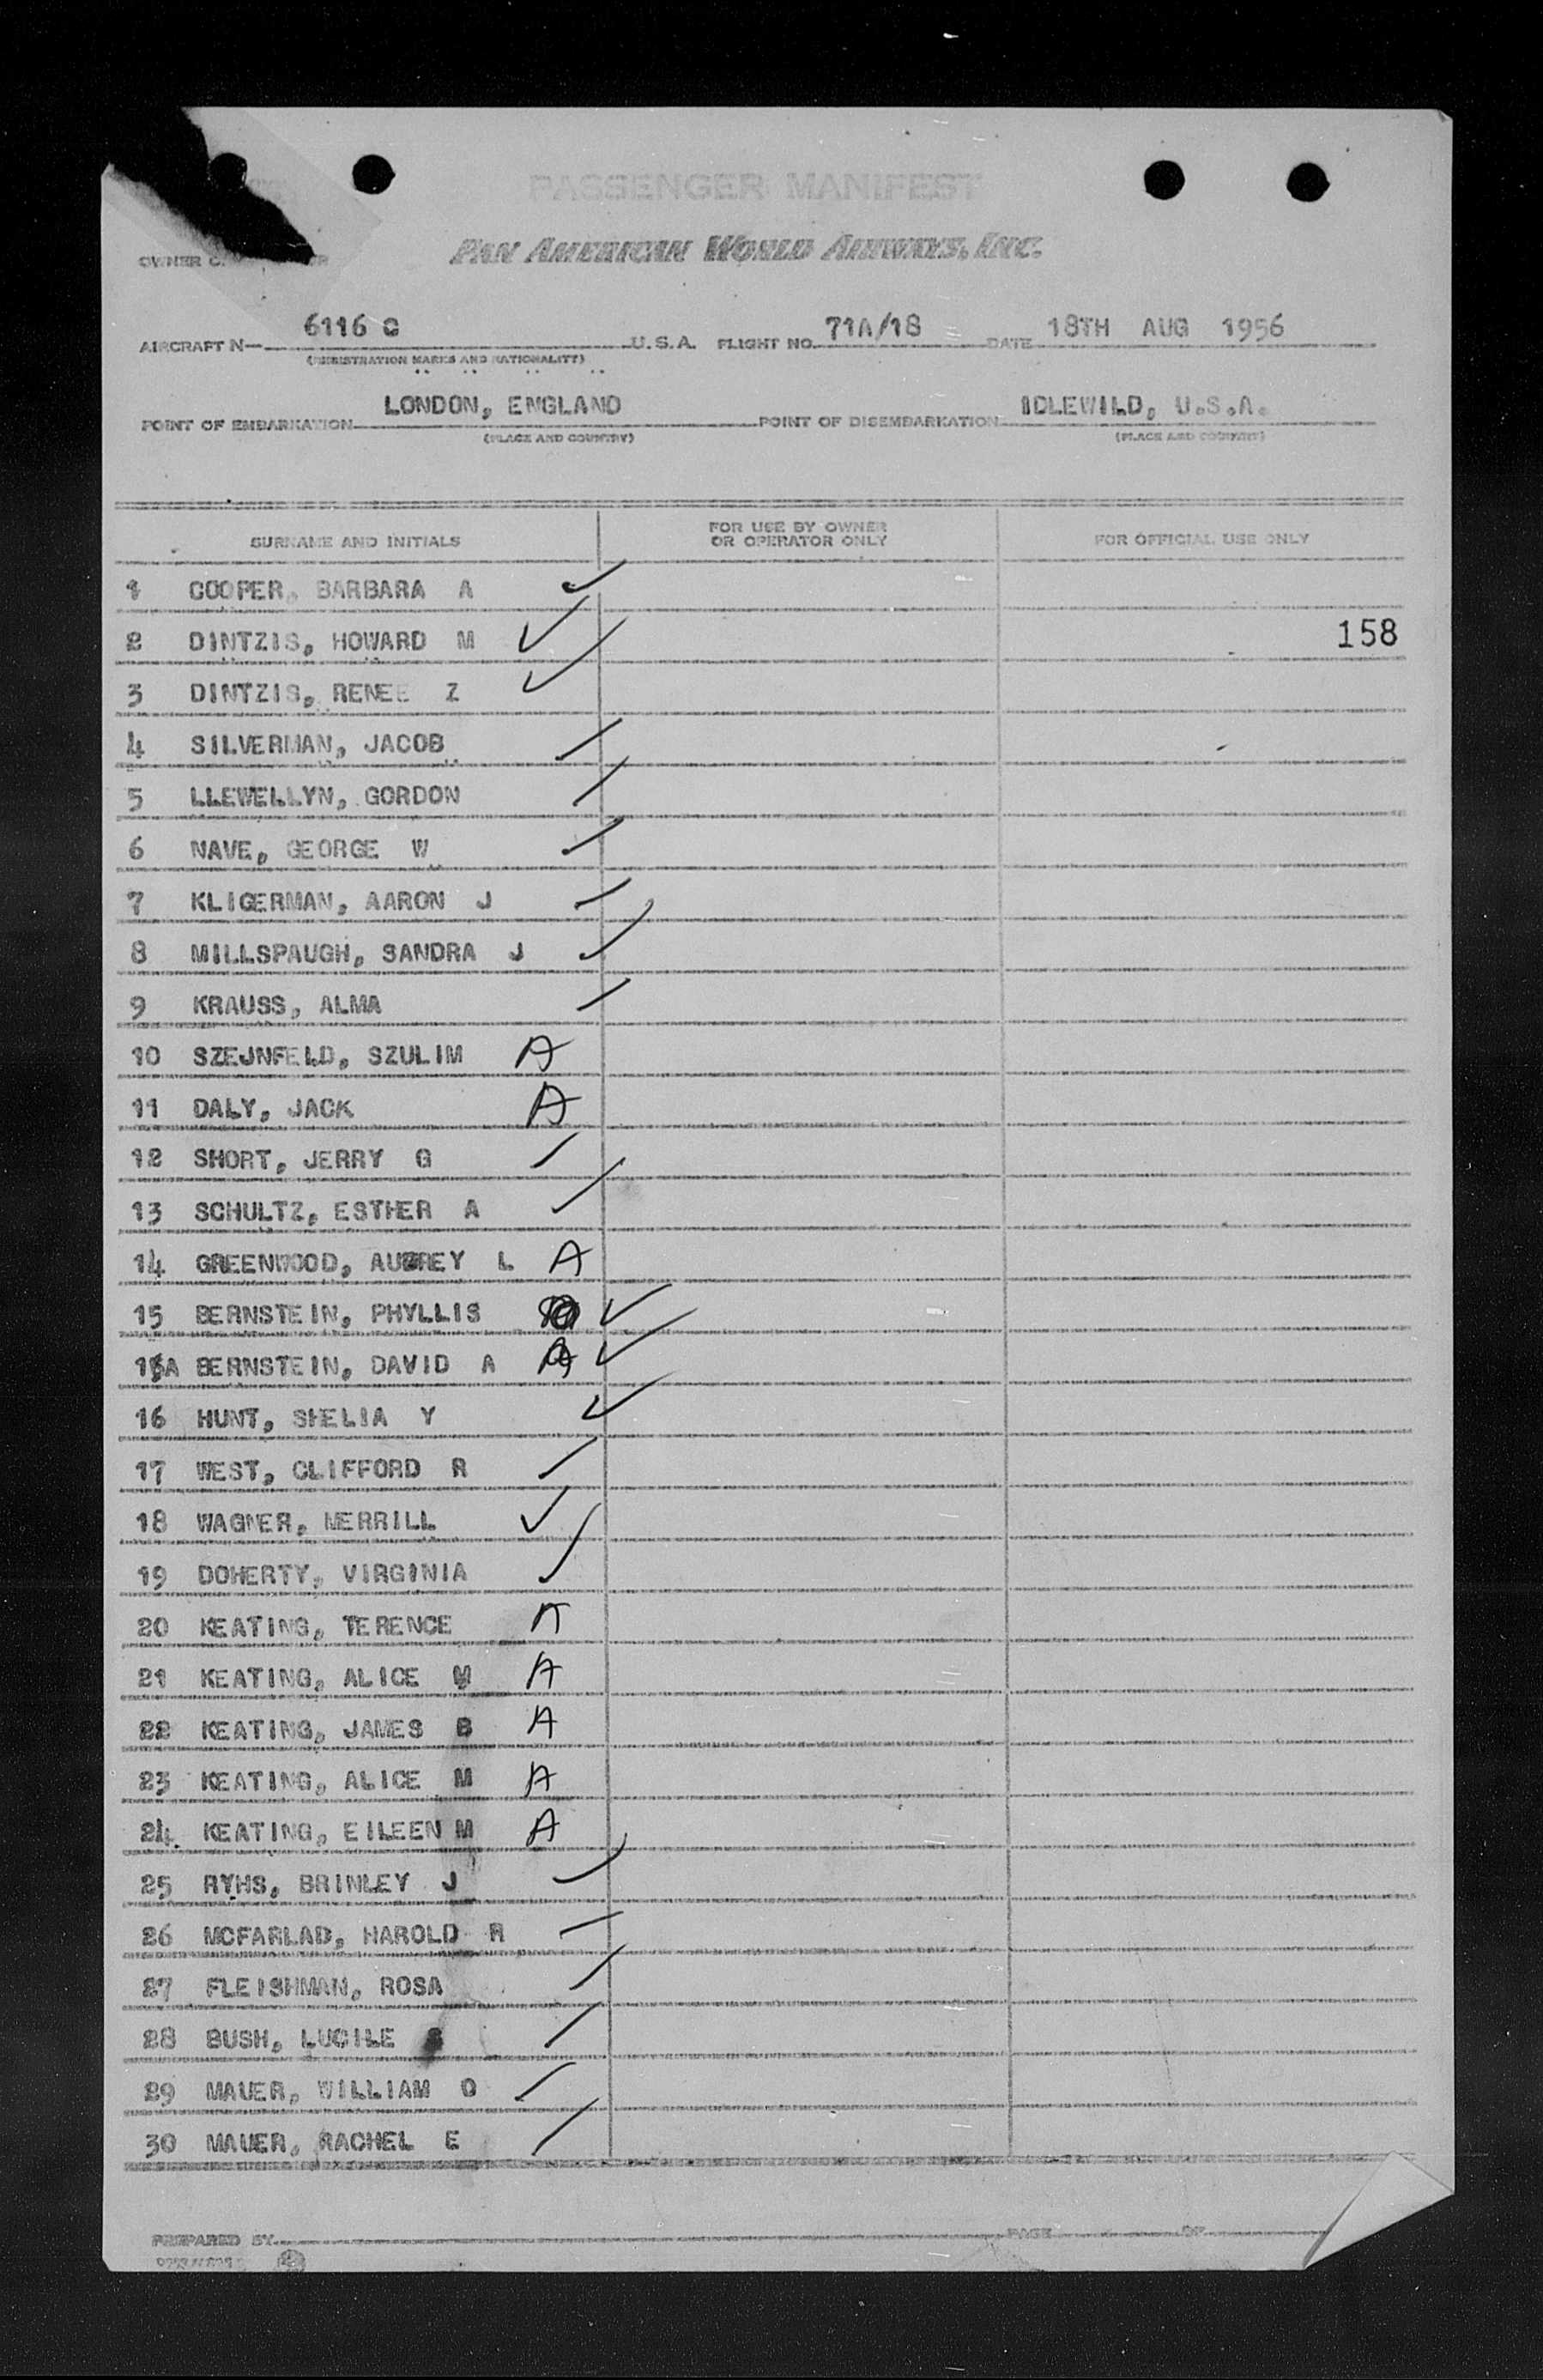 PASSENGER MANIFEST
PAN AMERICAN WORLD AIRWAYS, INC.
OWNER
AIRCRAFT N— 6116 C U.S.A. FLIGHT NO. 71A/18 DATE 18TH AUG 1956
(REGISTRATION MARKS AND NATIONALITY)
POINT OF EMBARKATION LONDON, ENGLAND POINT OF DISEMBARKATION IDLEWILD, U.S.A.
(PLACE AND COUNTRY) (PLACE AND COUNTRY)
SURNAME AND INITIALS FOR USE BY OWNER OR OPERATOR ONLY FOR OFFICIAL USE ONLY
1 COOPER, BARBARA A
2 DINTZIS, HOWARD M 158
3 DINTZIS, RENEE Z
4 SILVERMAN, JACOB
5 LLEWELLYN, GORDON
6 NAVE, GEORGE W
7 KLIGERMAN, AARON J
8 MILLSPAUGH, SANDRA J
9 KRAUSS, ALMA
10 SZEJNFELD, SZULIM A
11 DALY, JACK A
12 SHORT, JERRY G
13 SCHULTZ, ESTHER A
14 GREENWOOD, AUBREY L A
15 BERNSTEIN, PHYLLIS
15A BERNSTEIN, DAVID A
16 HUNT, SHELIA Y
17 WEST, CLIFFORD R
18 WAGNER, MERRILL
19 DOHERTY, VIRGINIA
20 KEATING, TERENCE A
21 KEATING, ALICE M A
22 KEATING, JAMES B A
23 KEATING, ALICE M A
24 KEATING, EILEEN M A
25 RYHS, BRINLEY J
26 MCFARLAD, HAROLD R
27 FLEISHMAN, ROSA
28 BUSH, LUCILE
29 MAUER, WILLIAM O
30 MAUER, RACHEL E
PREPARED BY PAGE OF